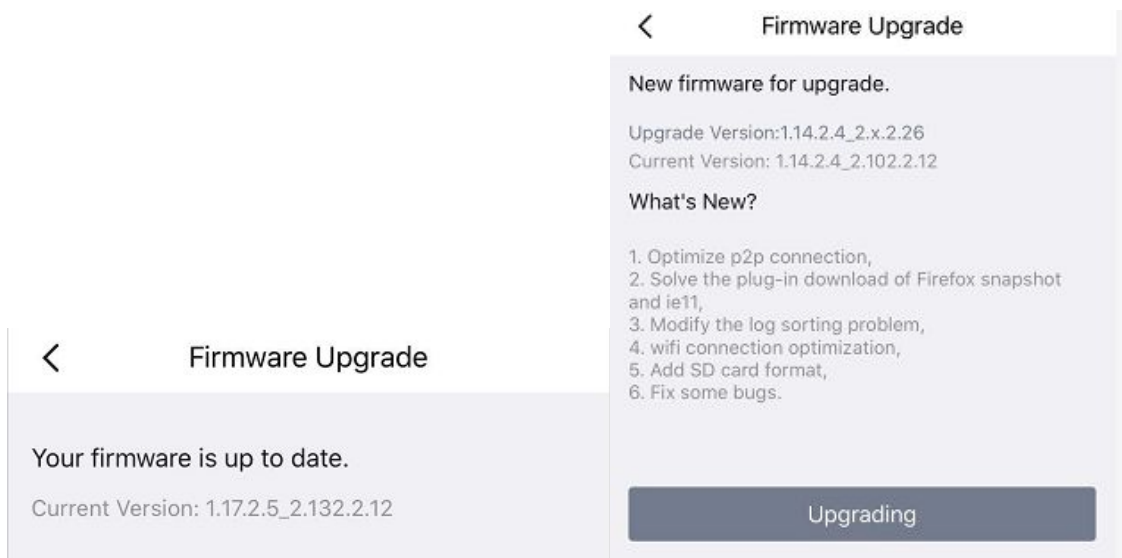 Firmware Upgrade
Your firmware is up to date.
Current Version: 1.17.2.5_2.132.2.12
Firmware Upgrade
New firmware for upgrade.
Upgrade Version:1.14.2.4_2.x.2.26
Current Version: 1.14.2.4_2.102.2.12
What's New?
1. Optimize p2p connection,
2. Solve the plug-in download of Firefox snapshot
and ie11,
3. Modify the log sorting problem,
4. wifi connection optimization,
5. Add SD card format,
6. Fix some bugs.
Upgrading